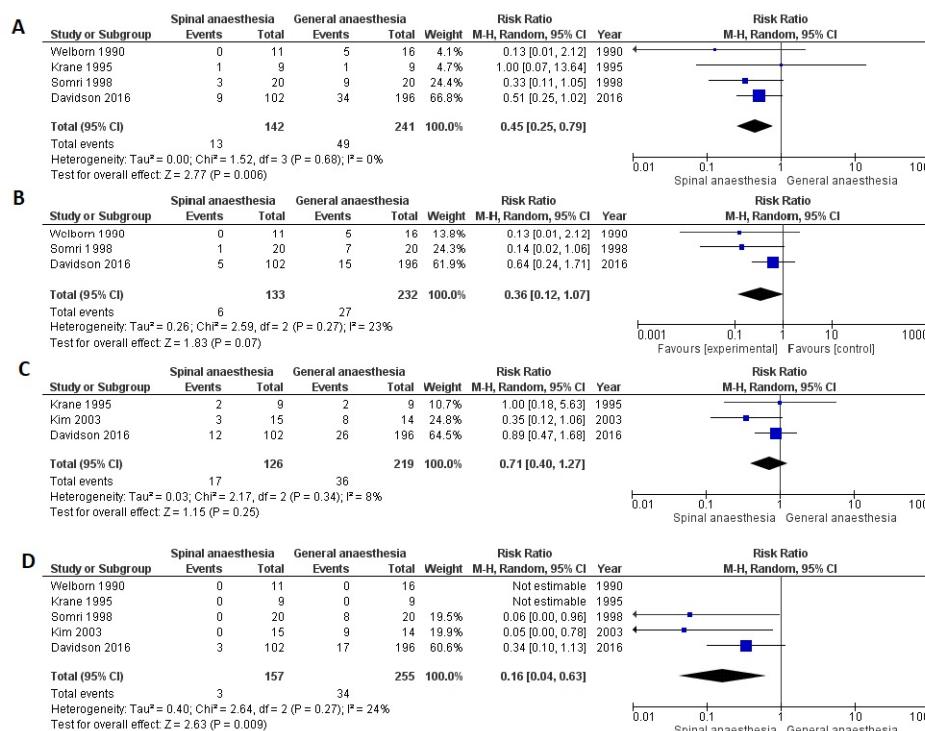 A
Spinal anaesthesia General anaesthesia Risk Ratio Risk Ratio
Study or Subgroup Events Total Events Total Weight M-H, Random, 95% CI Year M-H, Random, 95% CI
Welborn 1990 0 11 5 16 4.1% 0.13 [0.01, 2.12] 1990
Krane 1995 1 9 1 9 4.7% 1.00 [0.07, 13.64] 1995
Somri 1998 3 20 9 20 24.4% 0.33 [0.11, 1.05] 1998
Davidson 2016 9 102 34 196 66.8% 0.51 [0.25, 1.02] 2016
Total (95% CI) 142 241 100.0% 0.45 [0.25, 0.79]
Total events 13 49
Heterogeneity: Tau² = 0.00; Chi² = 1.52, df = 3 (P = 0.68); I² = 0%
Test for overall effect: Z = 2.77 (P = 0.006)
0.01 0.1 1 10 100
Spinal anaesthesia General anaesthesia
B
Spinal anaesthesia General anaesthesia Risk Ratio Risk Ratio
Study or Subgroup Events Total Events Total Weight M-H, Random, 95% CI Year M-H, Random, 95% CI
Welborn 1990 0 11 5 16 13.8% 0.13 [0.01, 2.12] 1990
Somri 1998 1 20 7 20 24.3% 0.14 [0.02, 1.06] 1998
Davidson 2016 5 102 15 196 61.9% 0.64 [0.24, 1.71] 2016
Total (95% CI) 133 232 100.0% 0.36 [0.12, 1.07]
Total events 6 27
Heterogeneity: Tau² = 0.26; Chi² = 2.59, df = 2 (P = 0.27); I² = 23%
Test for overall effect: Z = 1.83 (P = 0.07)
0.001 0.1 1 10 1000
Favours [experimental] Favours [control]
C
Spinal anaesthesia General anaesthesia Risk Ratio Risk Ratio
Study or Subgroup Events Total Events Total Weight M-H, Random, 95% CI Year M-H, Random, 95% CI
Krane 1995 2 9 2 9 10.7% 1.00 [0.18, 5.63] 1995
Kim 2003 3 15 8 14 24.8% 0.35 [0.12, 1.06] 2003
Davidson 2016 12 102 26 196 64.5% 0.89 [0.47, 1.68] 2016
Total (95% CI) 126 219 100.0% 0.71 [0.40, 1.27]
Total events 17 36
Heterogeneity: Tau² = 0.03; Chi² = 2.17, df = 2 (P = 0.34); I² = 8%
Test for overall effect: Z = 1.15 (P = 0.25)
0.01 0.1 1 10 100
Spinal anaesthesia General anaesthesia
D
Spinal anaesthesia General anaesthesia Risk Ratio Risk Ratio
Study or Subgroup Events Total Events Total Weight M-H, Random, 95% CI Year M-H, Random, 95% CI
Welborn 1990 0 11 0 16 Not estimable 1990
Krane 1995 0 9 0 9 Not estimable 1995
Somri 1998 0 20 8 20 19.5% 0.06 [0.00, 0.96] 1998
Kim 2003 0 15 9 14 19.9% 0.05 [0.00, 0.78] 2003
Davidson 2016 3 102 17 196 60.6% 0.34 [0.10, 1.13] 2016
Total (95% CI) 157 255 100.0% 0.16 [0.04, 0.63]
Total events 3 34
Heterogeneity: Tau² = 0.40; Chi² = 2.64, df = 2 (P = 0.27); I² = 24%
Test for overall effect: Z = 2.63 (P = 0.009)
0.01 0.1 1 10 100
Spinal anaesthesia General anaesthesia